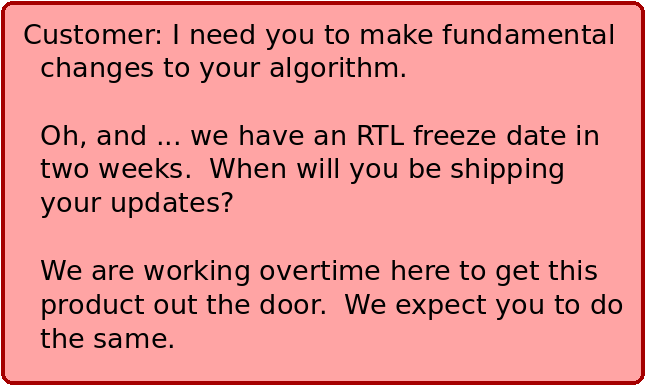 Customer: I need you to make fundamental
changes to your algorithm.
Oh, and ... we have an RTL freeze date in
two weeks.  When will you be shipping
your updates?
We are working overtime here to get this
product out the door.  We expect you to do
the same.